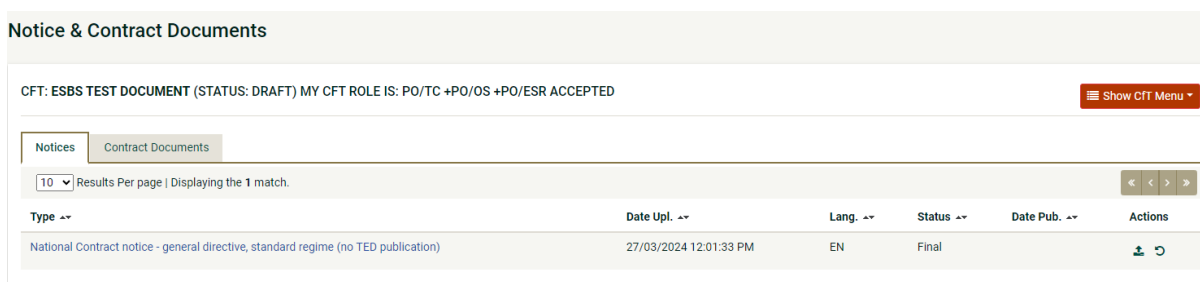 Notice & Contract Documents
CFT: ESBS TEST DOCUMENT (STATUS: DRAFT) MY CFT ROLE IS: PO/TC +PO/OS +PO/ESR ACCEPTED
Show CfT Menu
Notices Contract Documents
10 Results Per page | Displaying the 1 match.
« < > »
Type Date Upl. Lang. Status Date Pub. Actions
National Contract notice - general directive, standard regime (no TED publication) 27/03/2024 12:01:33 PM EN Final